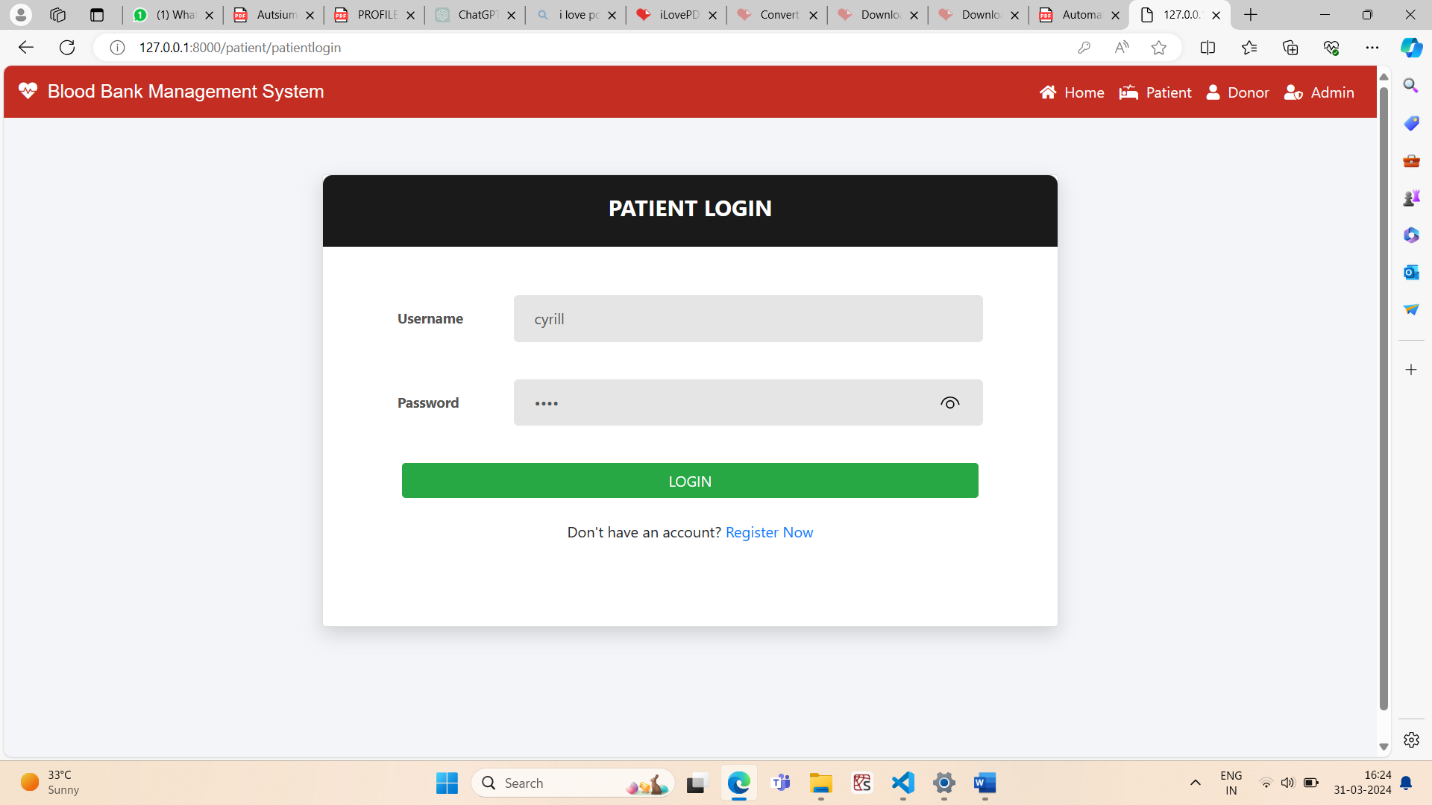 (1) What
Autsium
PROFILE
ChatGPT
i love pd
iLovePD
Convert
Downlo
Downlo
Automa
127.0.0.
127.0.0.1:8000/patient/patientlogin
Blood Bank Management System
Home Patient Donor Admin
PATIENT LOGIN
Username cyrill
Password ••••
LOGIN
Don't have an account? Register Now
33°C
Sunny
Search
ENG
IN
16:24
31-03-2024